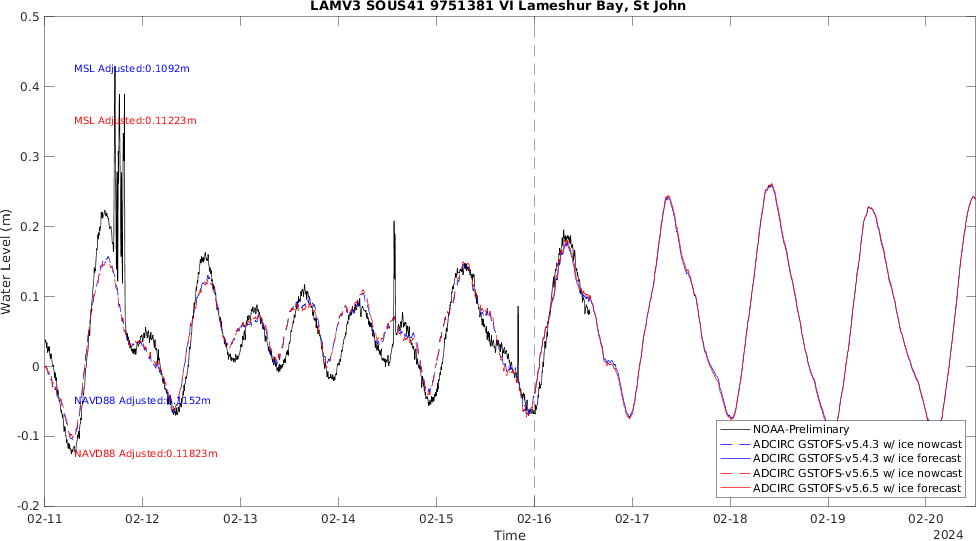 LAMV3 SOUS41 9751381 VI Lameshur Bay, St John
0.5
0.4
0.3
0.2
0.1
0
-0.1
-0.2
Water Level (m)
MSL Adjusted:0.1092m
MSL Adjusted:0.11223m
NAVD88 Adjusted:0.1152m
NAVD88 Adjusted:0.11823m
NOAA-Preliminary
ADCIRC GSTOFS-v5.4.3 w/ ice nowcast
ADCIRC GSTOFS-v5.4.3 w/ ice forecast
ADCIRC GSTOFS-v5.6.5 w/ ice nowcast
ADCIRC GSTOFS-v5.6.5 w/ ice forecast
02-11 02-12 02-13 02-14 02-15 02-16 02-17 02-18 02-19 02-20
Time
2024